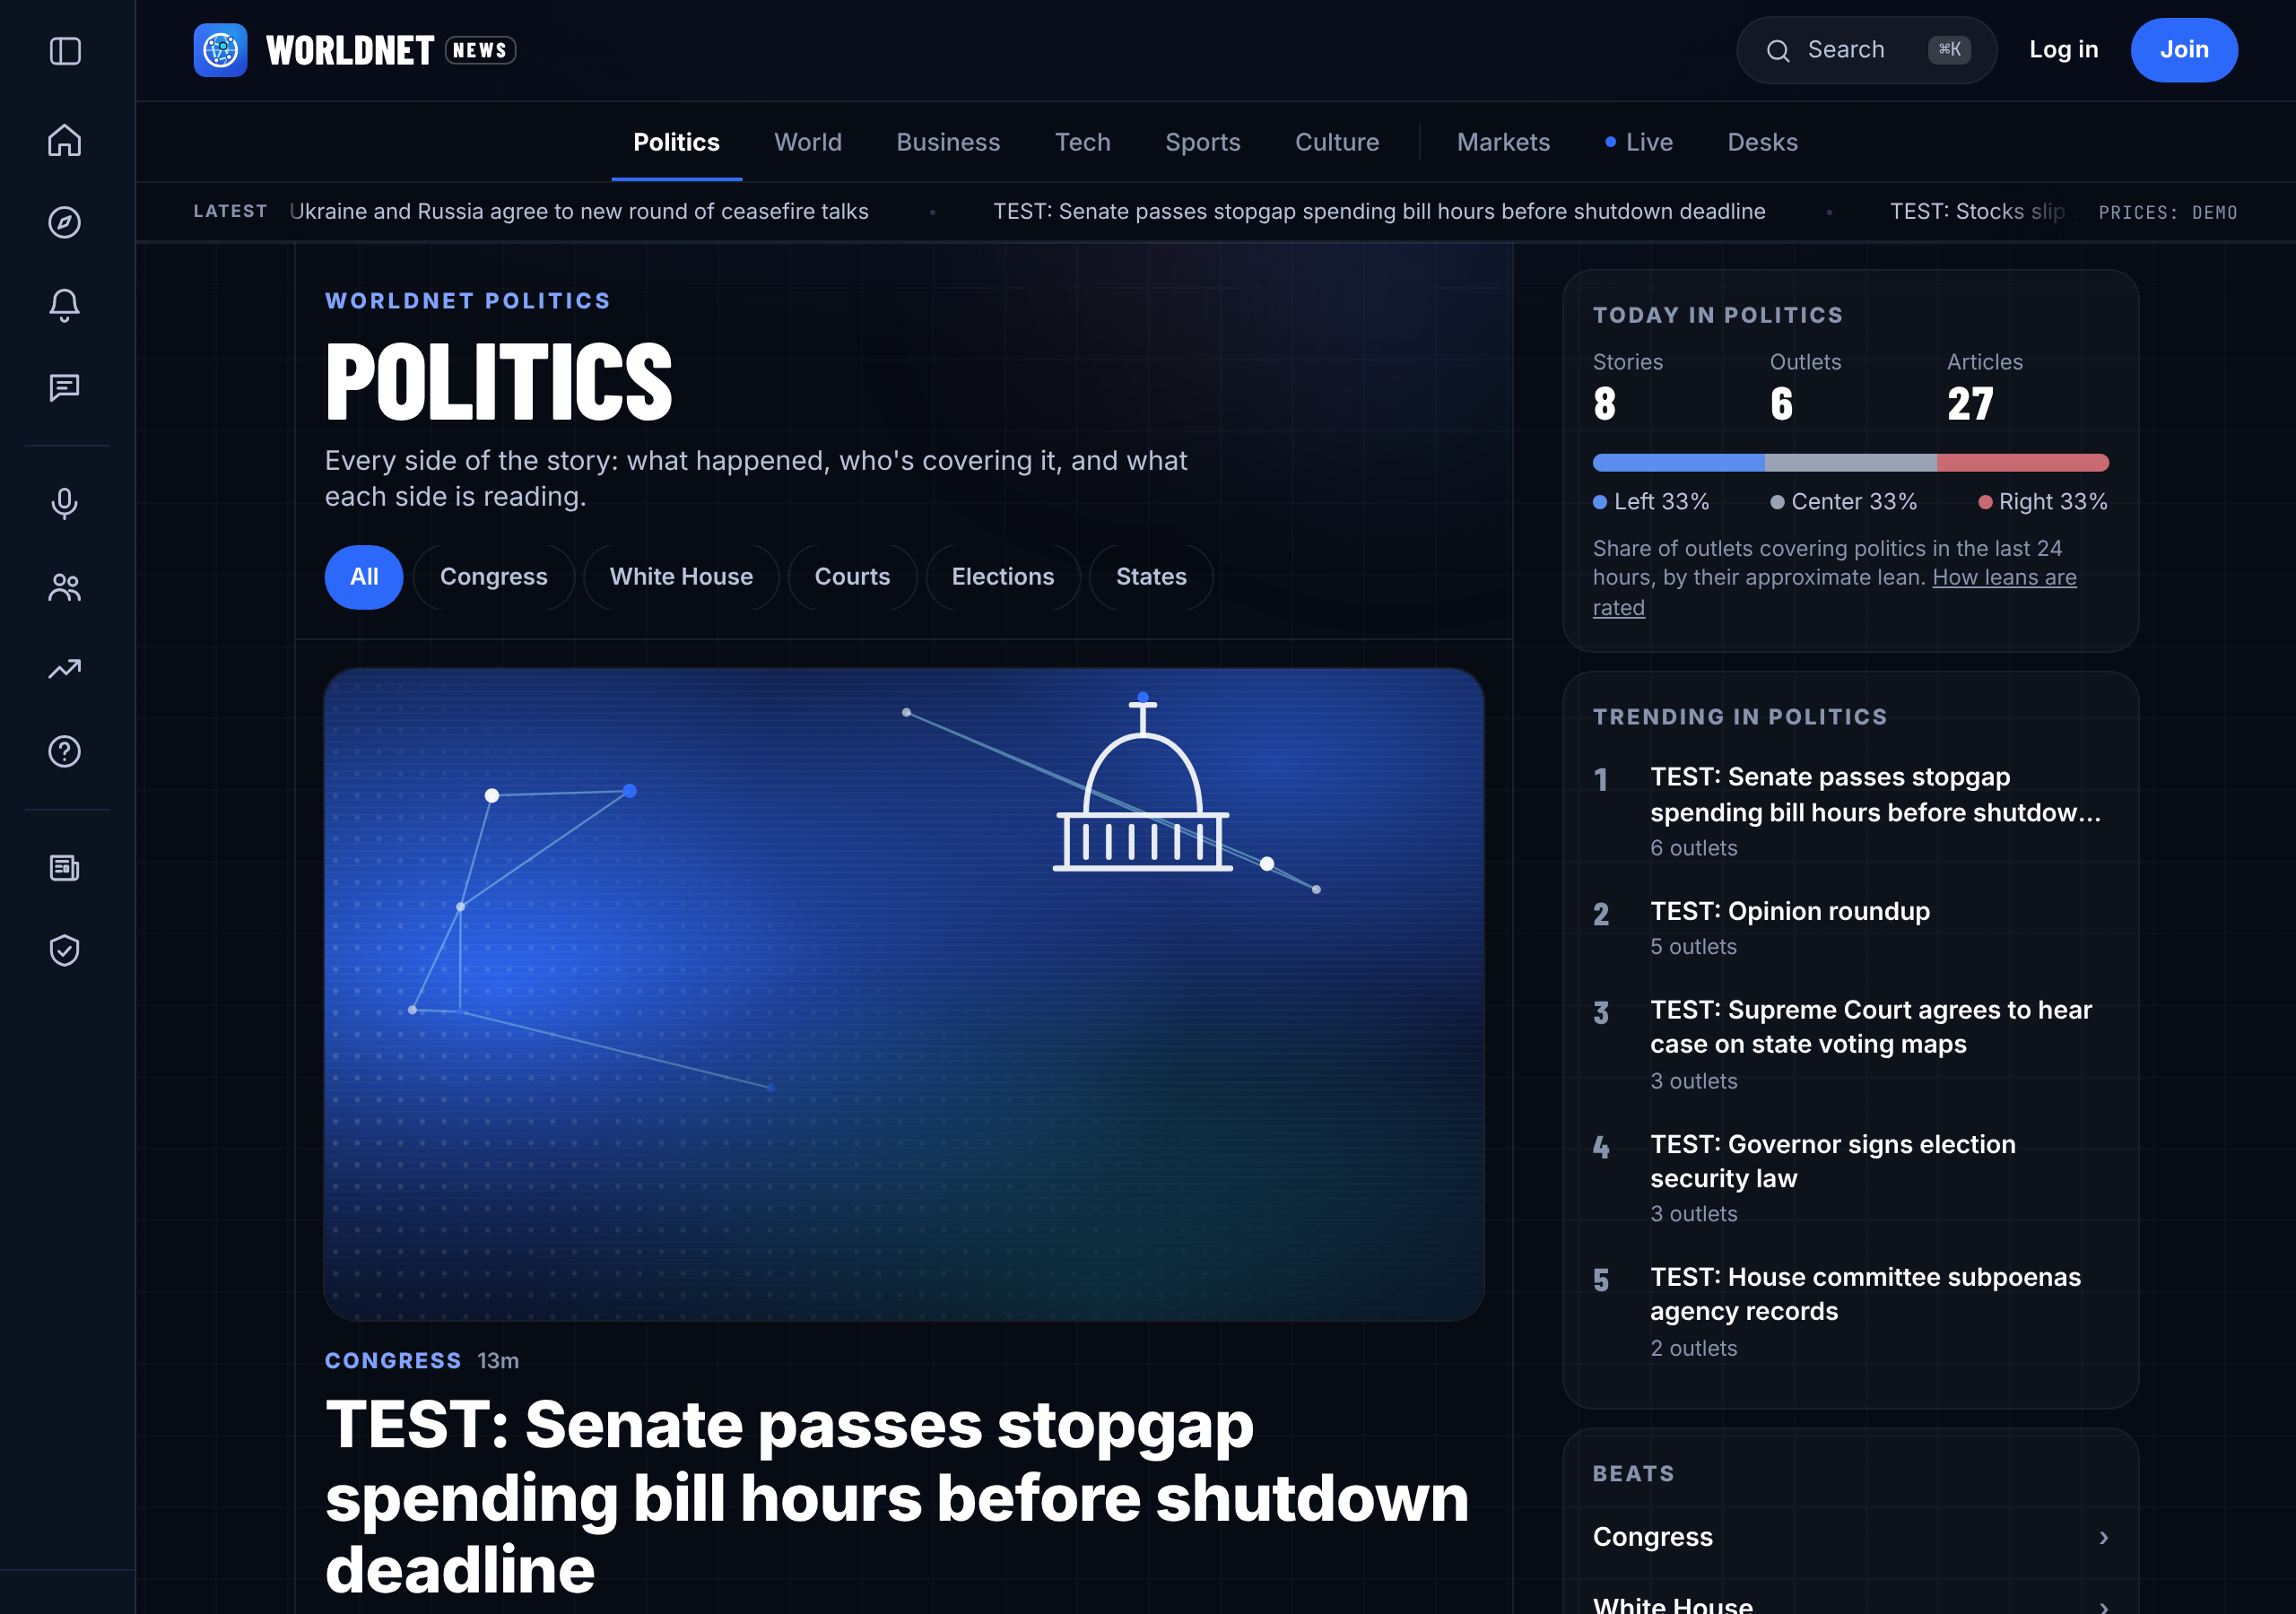 WORLDNET NEWS
Search ⌘K
Log in
Join
Politics
World
Business
Tech
Sports
Culture
Markets
Live
Desks
LATEST
Ukraine and Russia agree to new round of ceasefire talks
TEST: Senate passes stopgap spending bill hours before shutdown deadline
TEST: Stocks slip
PRICES: DEMO
WORLDNET POLITICS
POLITICS
Every side of the story: what happened, who's covering it, and what
each side is reading.
All
Congress
White House
Courts
Elections
States
CONGRESS 13m
TEST: Senate passes stopgap
spending bill hours before shutdown
deadline
TODAY IN POLITICS
Stories
Outlets
Articles
8
6
27
Left 33%
Center 33%
Right 33%
Share of outlets covering politics in the last 24
hours, by their approximate lean. How leans are
rated
TRENDING IN POLITICS
1
TEST: Senate passes stopgap
spending bill hours before shutdow...
6 outlets
2
TEST: Opinion roundup
5 outlets
3
TEST: Supreme Court agrees to hear
case on state voting maps
3 outlets
4
TEST: Governor signs election
security law
3 outlets
5
TEST: House committee subpoenas
agency records
2 outlets
BEATS
Congress
White House